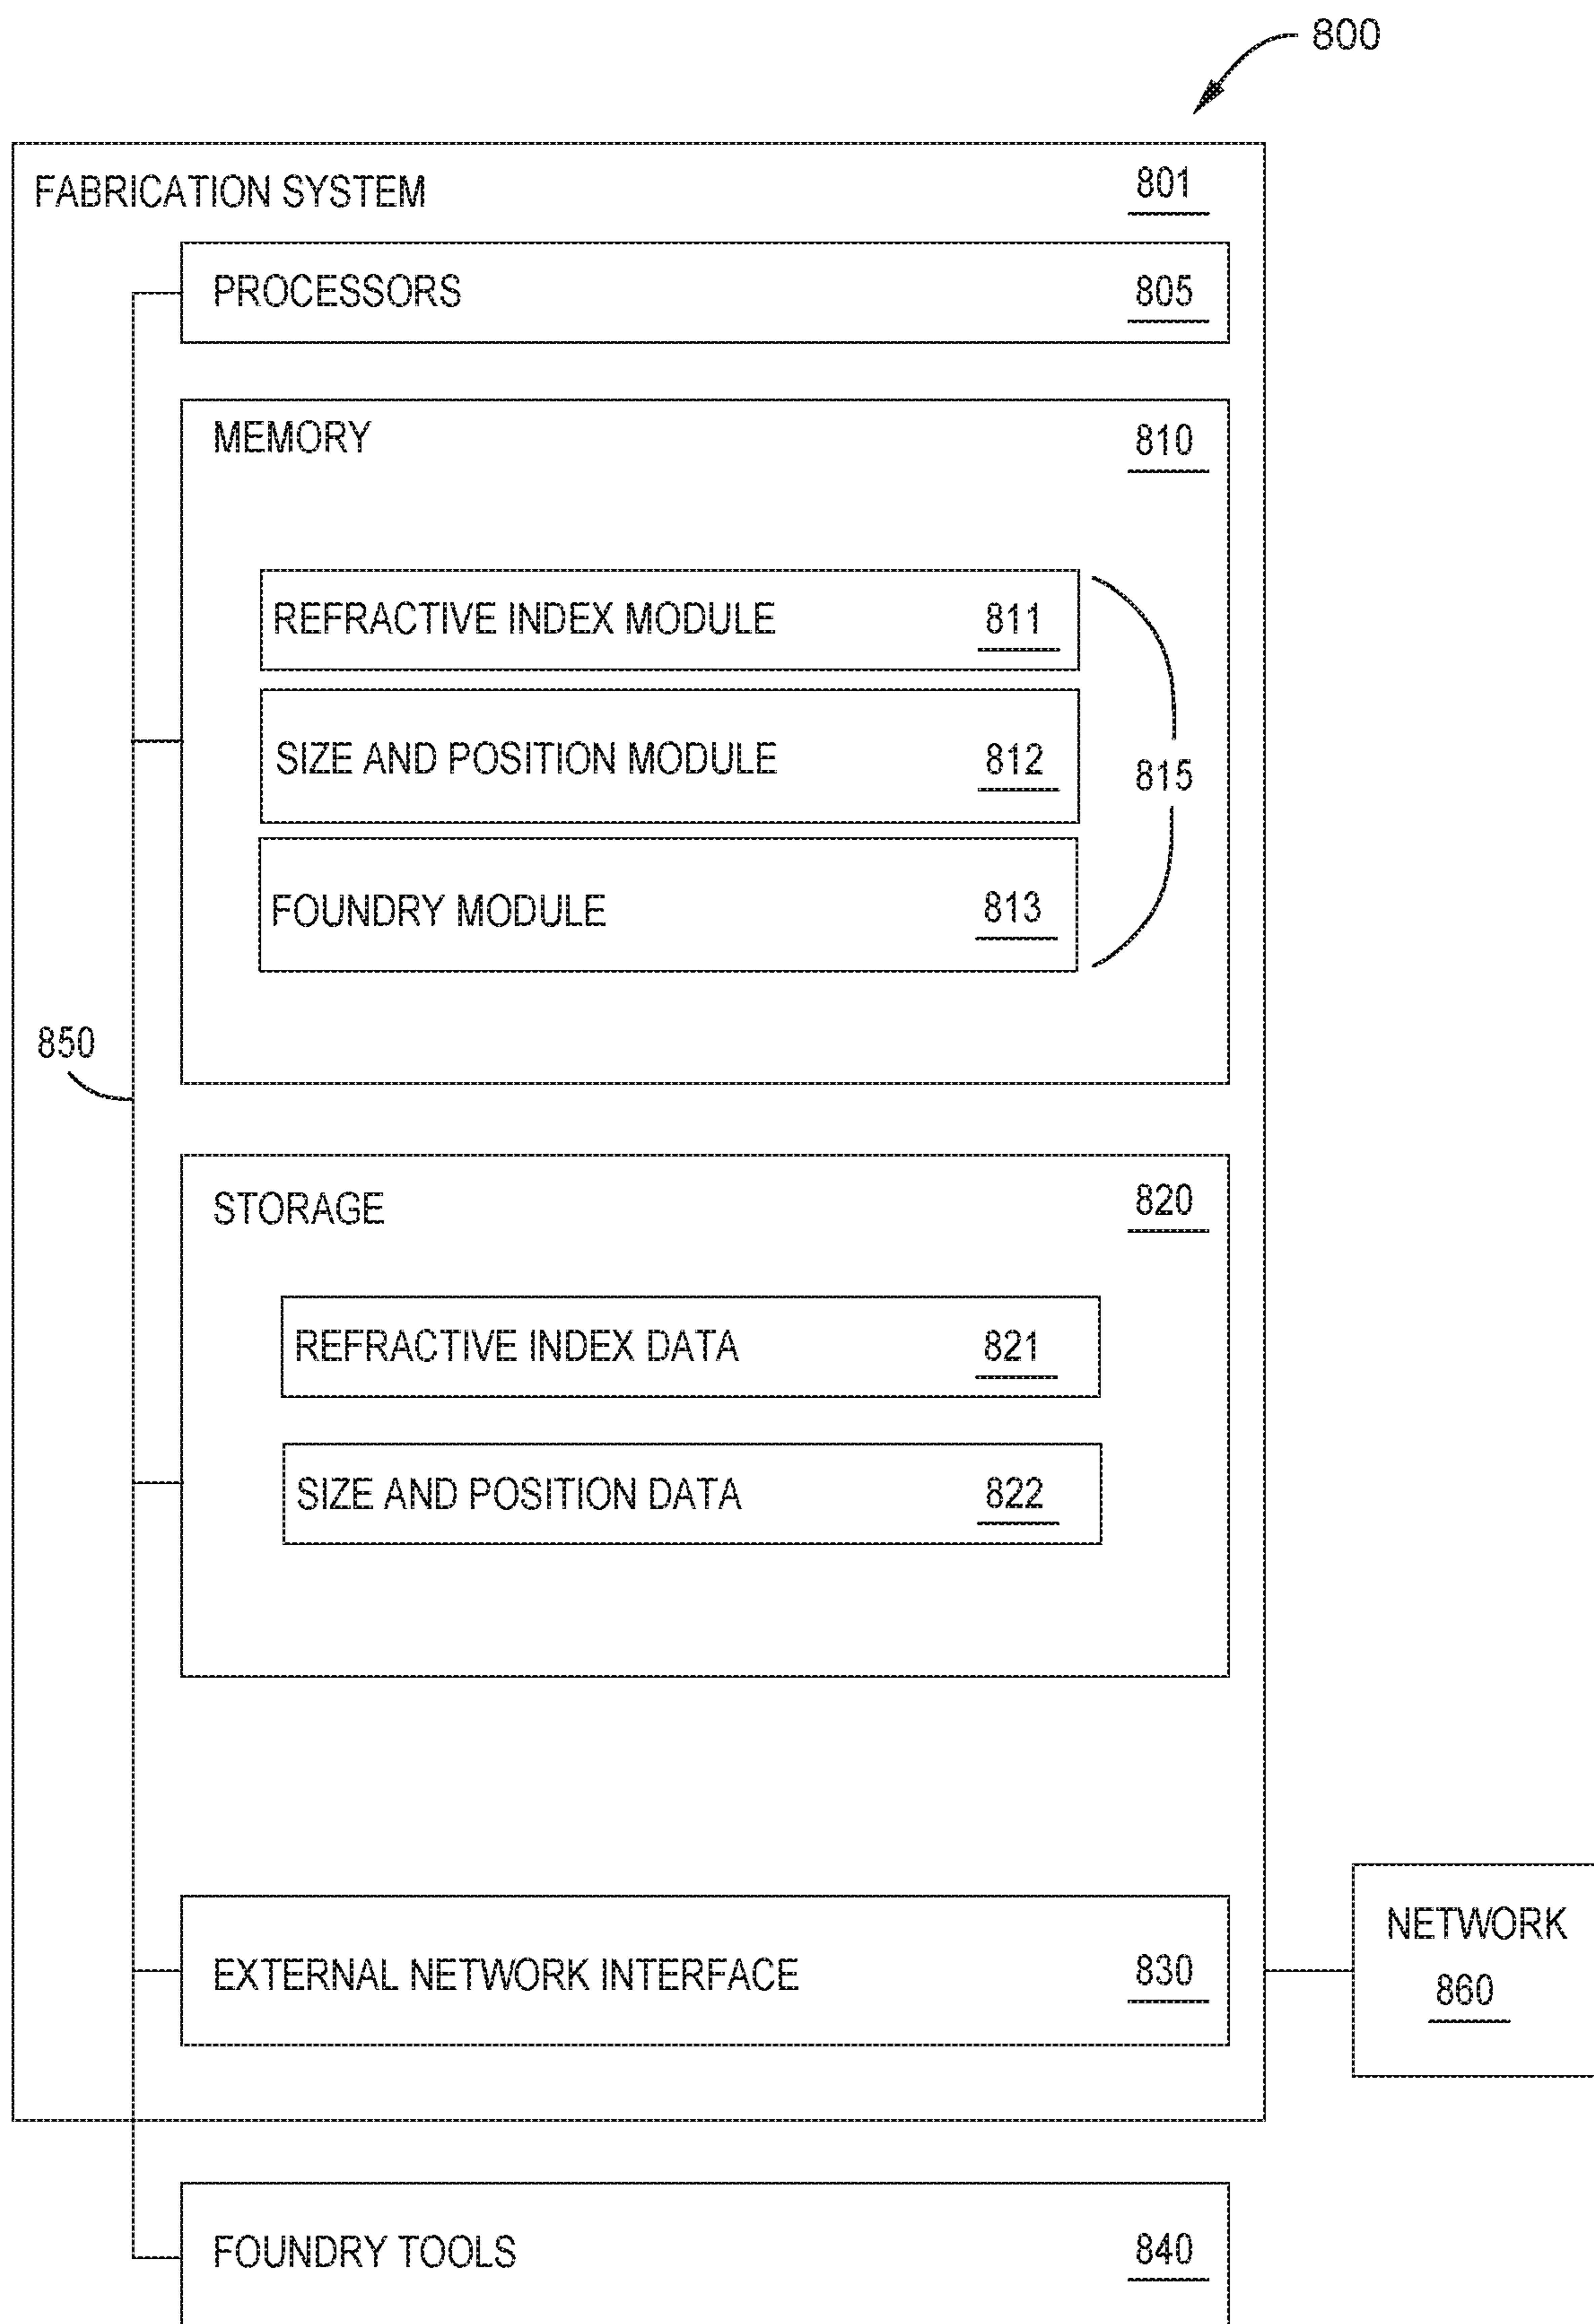 800
FABRICATION SYSTEM 801
PROCESSORS 805
MEMORY 810
REFRACTIVE INDEX MODULE 811
SIZE AND POSITION MODULE 812
815
FOUNDRY MODULE 813
850
STORAGE 820
REFRACTIVE INDEX DATA 821
SIZE AND POSITION DATA 822
EXTERNAL NETWORK INTERFACE 830
NETWORK
860
FOUNDRY TOOLS 840